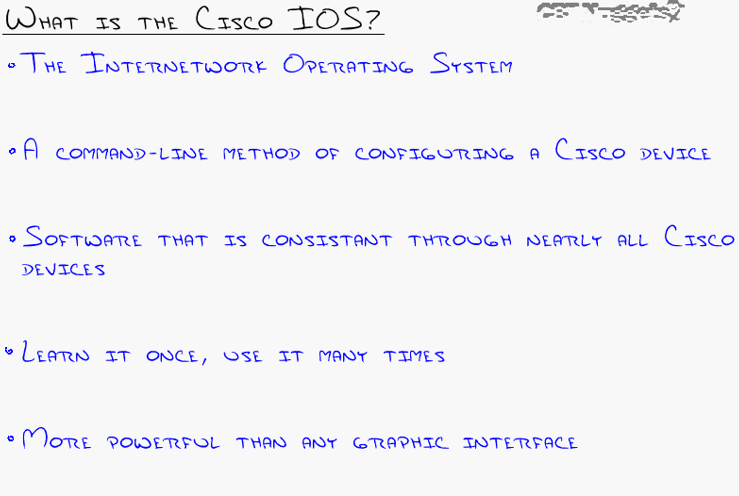 What is the Cisco IOS?
• The Internetwork Operating System
• A command-line method of configuring a Cisco device
• Software that is consistant through nearly all Cisco
devices
• Learn it once, use it many times
• More powerful than any graphic interface